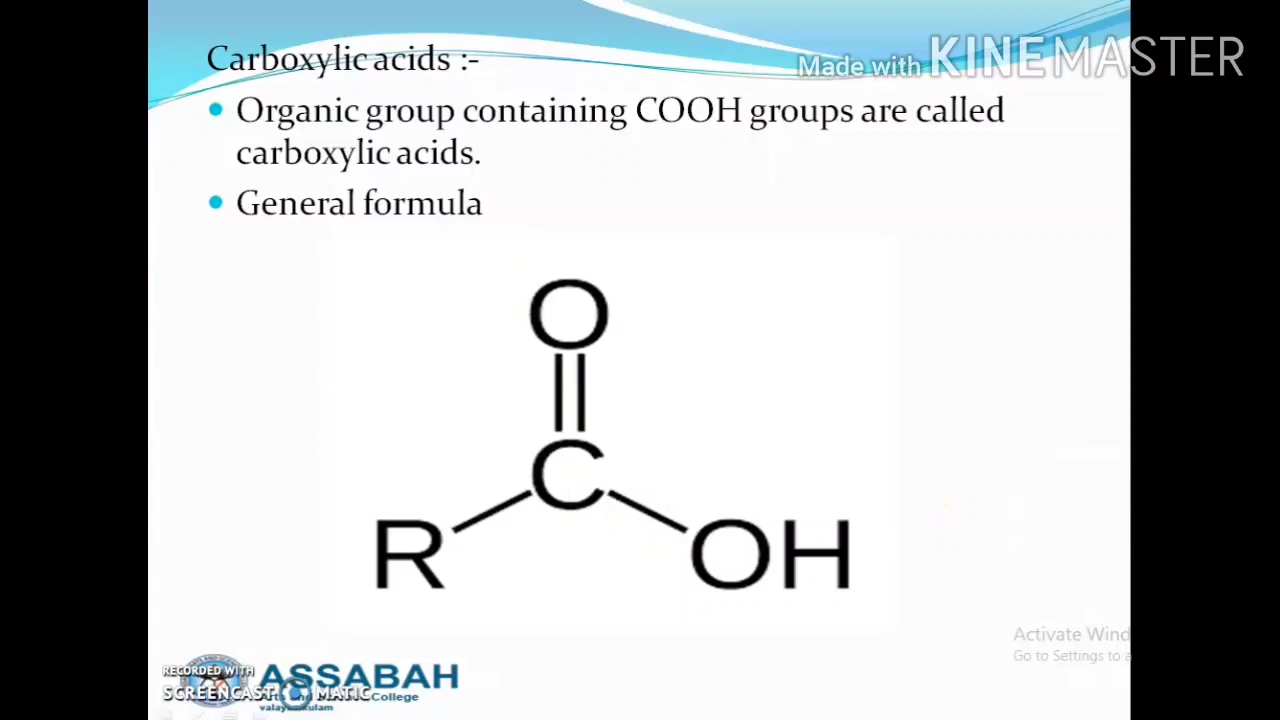 Carboxylic acids :-
Made with KINEMASTER
• Organic group containing COOH groups are called
carboxylic acids.
• General formula
O
C
R
OH
Activate Wind
Go to Settings to a
RECORDED WITH
ASSABAH
SCREENCAST MATIC
College
valayamkulam